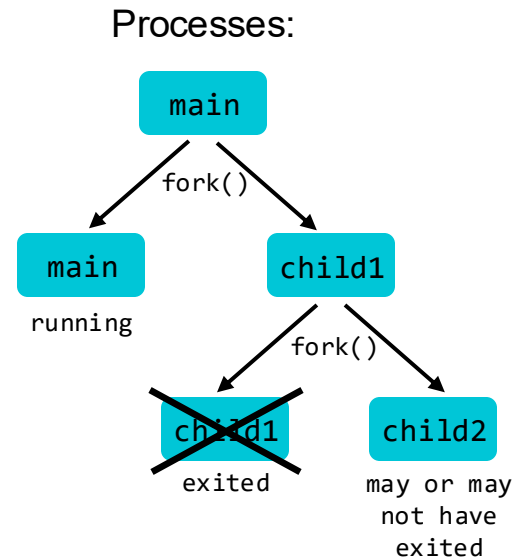 Processes:
main
fork()
main
child1
running
fork()
child1
child2
exited
may or may
not have
exited